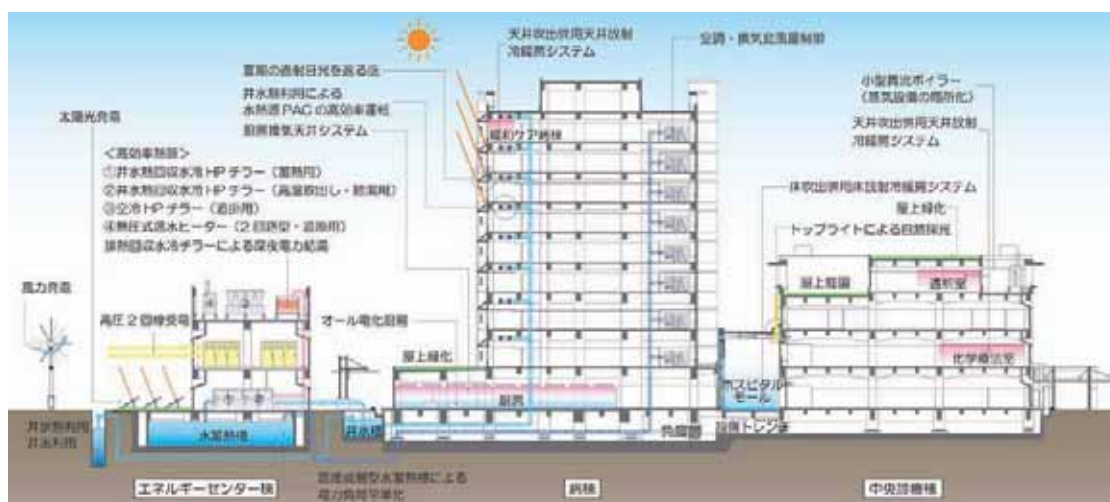 天井吹出併用天井放射
冷暖房システム
空調・換気変風量制御
夏期の直射日光を遮る庇
井水熱利用による
水熱源PACの高効率運転
厨房換気天井システム
小型貫流ボイラー
(蒸気設備の局所化)
天井吹出併用天井放射
冷暖房システム
太陽光発電
緩和ケア病棟
<高効率熱源>
①井水熱回収水冷HPチラー(蓄熱用)
②井水熱回収水冷HPチラー(高温取出し・給湯用)
③空冷HPチラー(追掛用)
④無圧式温水ヒーター(2回路型・追掛用)
排熱回収水冷チラーによる深夜電力給湯
床吹出併用床放射冷暖房システム
屋上緑化
トップライトによる自然採光
風力発電
屋上庭園
透析室
高圧2回線受電
オール電化厨房
屋上緑化
化学療法室
ホスピタル
モール
厨房
井水熱利用
井水利用
水蓄熱槽
井水槽
免震層
設備トレンチ
温度成層型水蓄熱槽による
電力負荷平準化
エネルギーセンター棟
病棟
中央診療棟